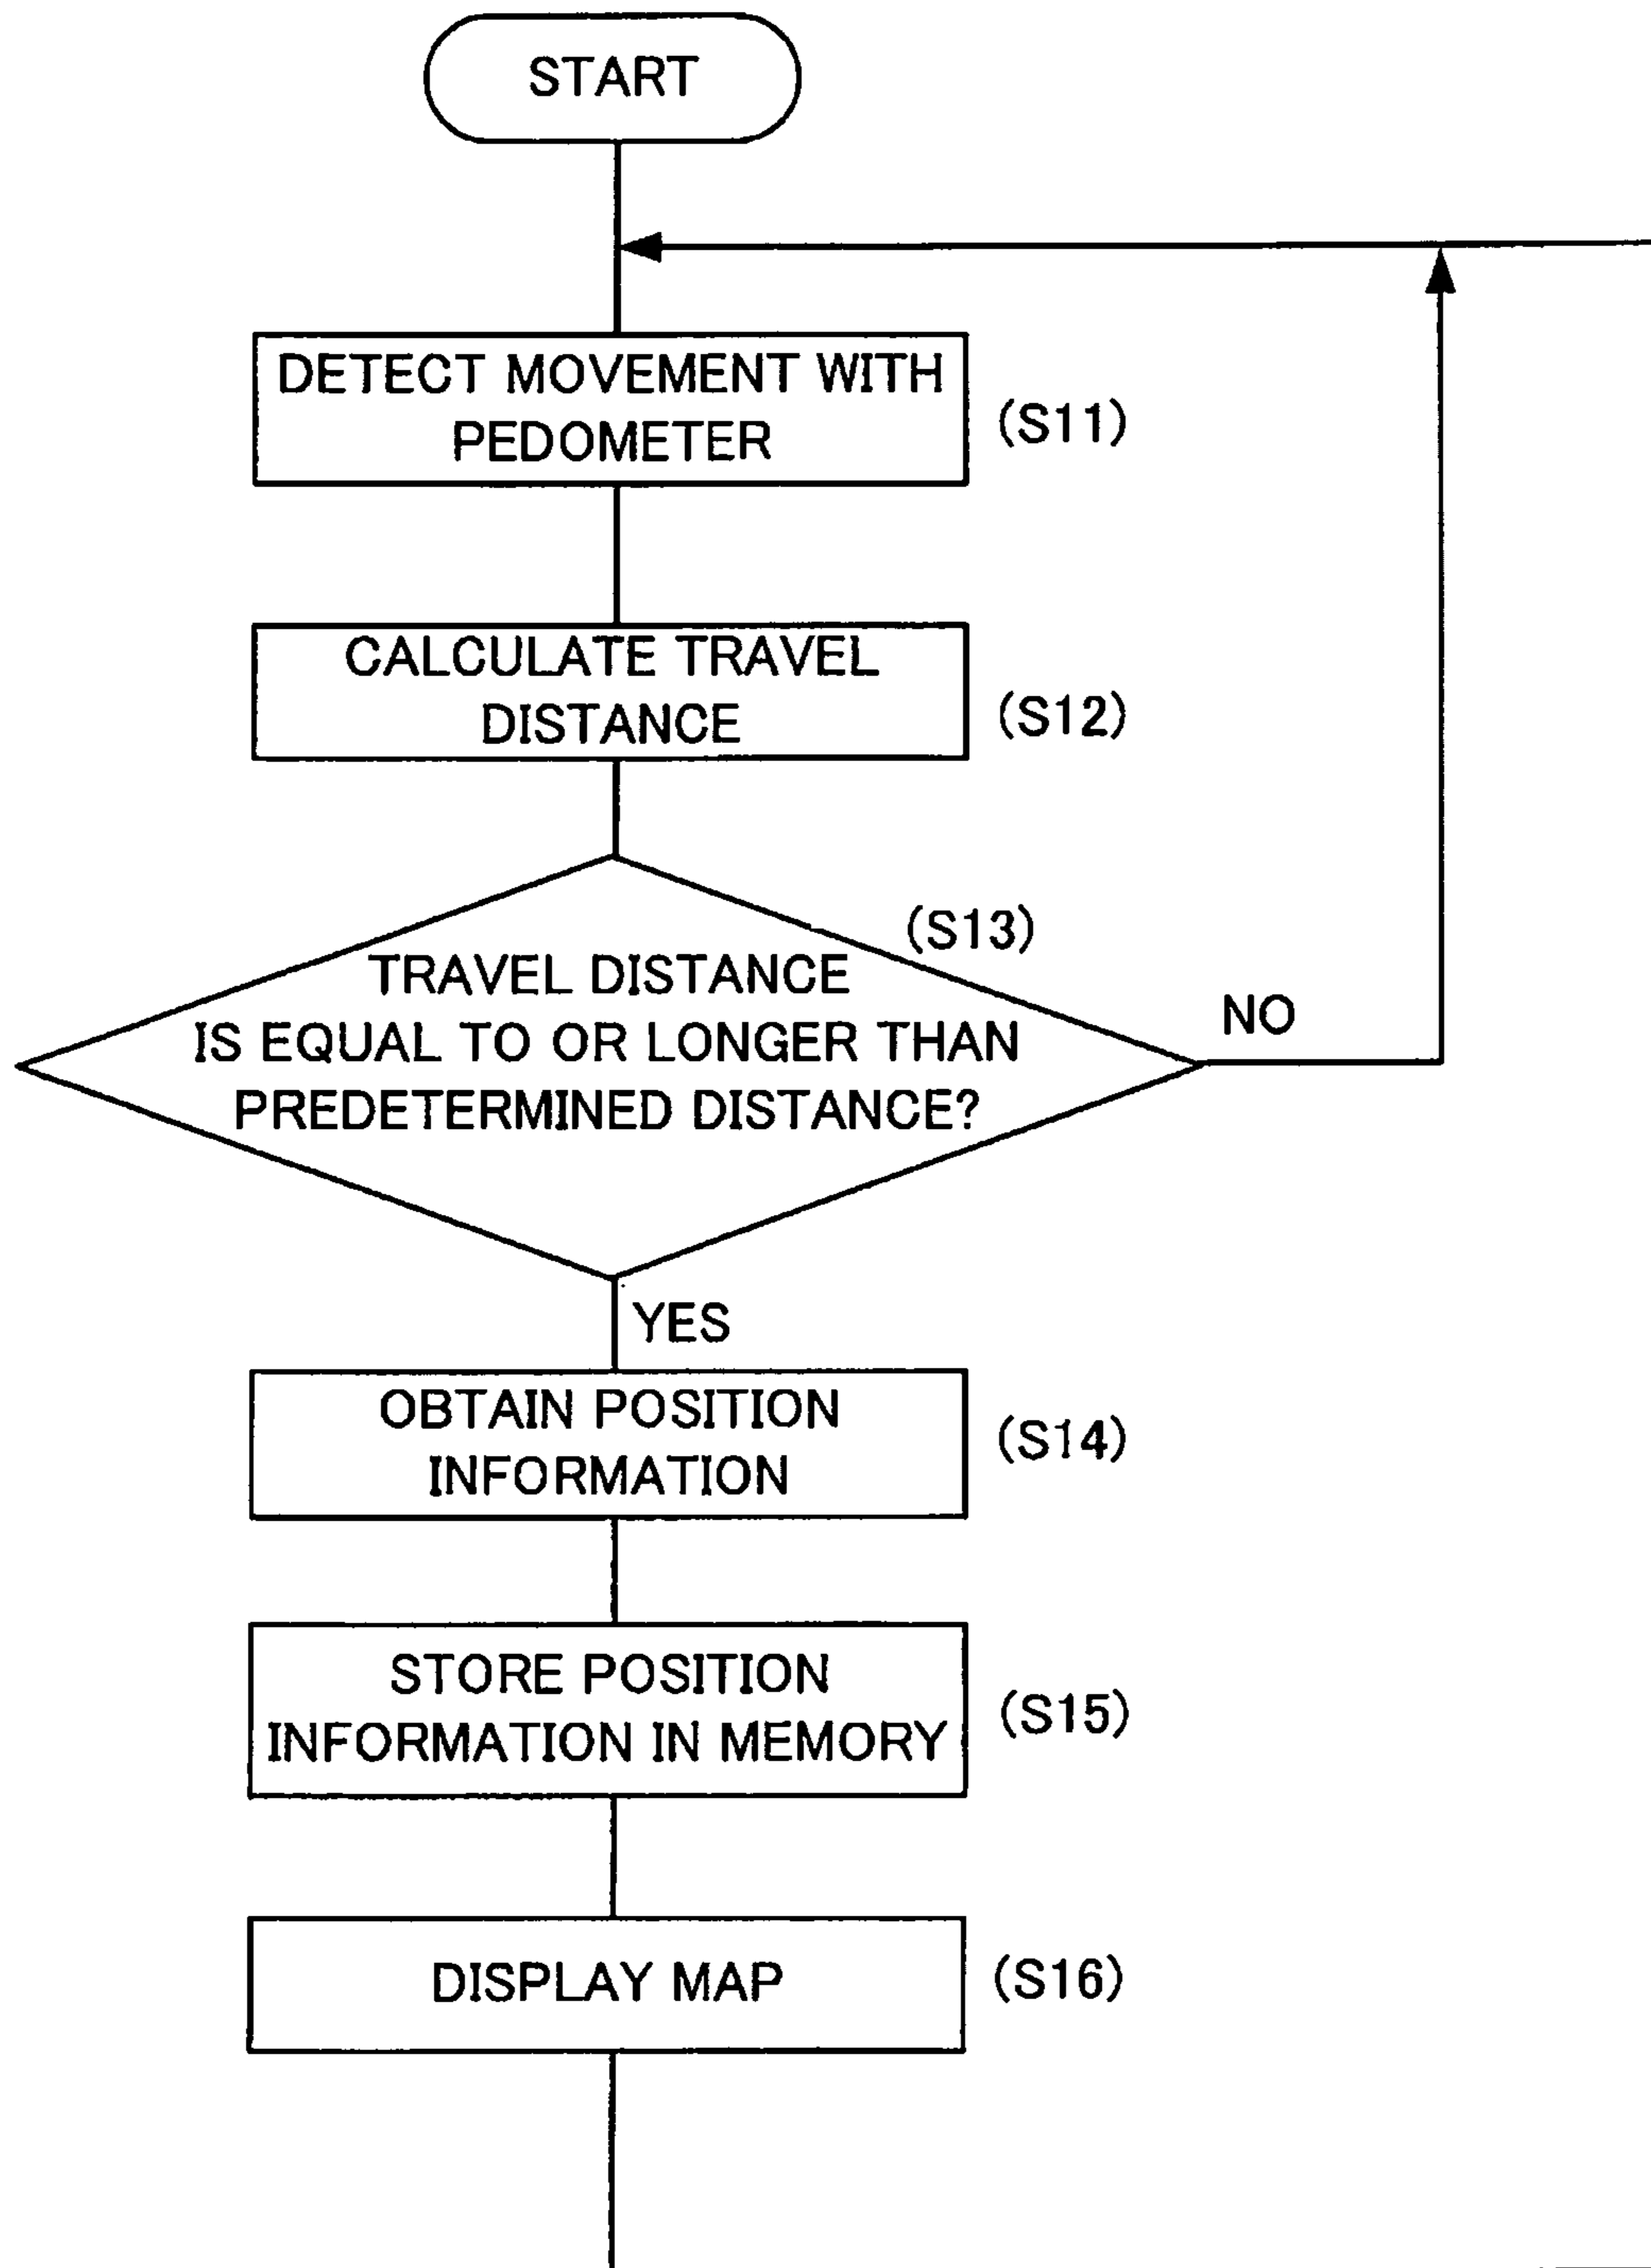 START
DETECT MOVEMENT WITH
PEDOMETER
(S11)
CALCULATE TRAVEL
DISTANCE
(S12)
(S13)
TRAVEL DISTANCE
IS EQUAL TO OR LONGER THAN
PREDETERMINED DISTANCE?
NO
YES
OBTAIN POSITION
INFORMATION
(S14)
STORE POSITION
INFORMATION IN MEMORY
(S15)
DISPLAY MAP
(S16)